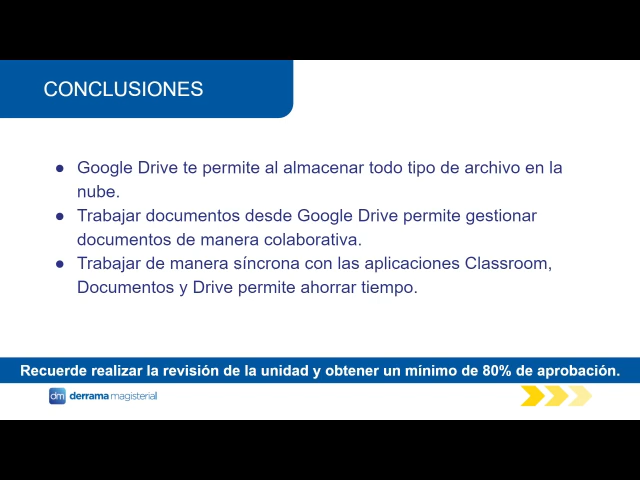 CONCLUSIONES
● Google Drive te permite al almacenar todo tipo de archivo en la
nube.
● Trabajar documentos desde Google Drive permite gestionar
documentos de manera colaborativa.
● Trabajar de manera síncrona con las aplicaciones Classroom,
Documentos y Drive permite ahorrar tiempo.
Recuerde realizar la revisión de la unidad y obtener un mínimo de 80% de aprobación.
dm derrama magisterial